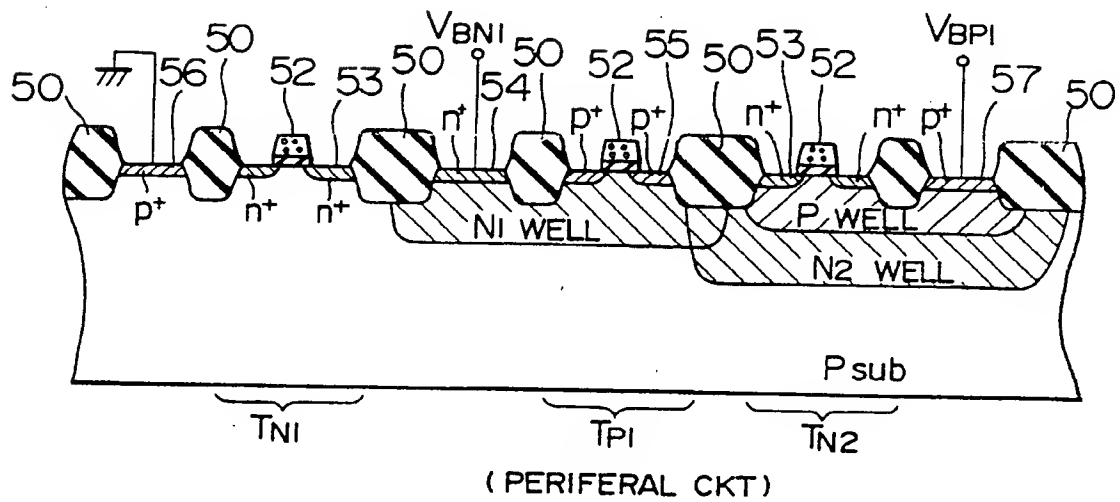 VBN1 VBP1
50 56 50 52 53 50 54 50 52 55 50 53 52 57 50
n+ p+ p+ n+ n+ p+
p+ n+ n+
N1 WELL P WELL
N2 WELL
P sub
TN1 TP1 TN2
(PERIFERAL CKT)